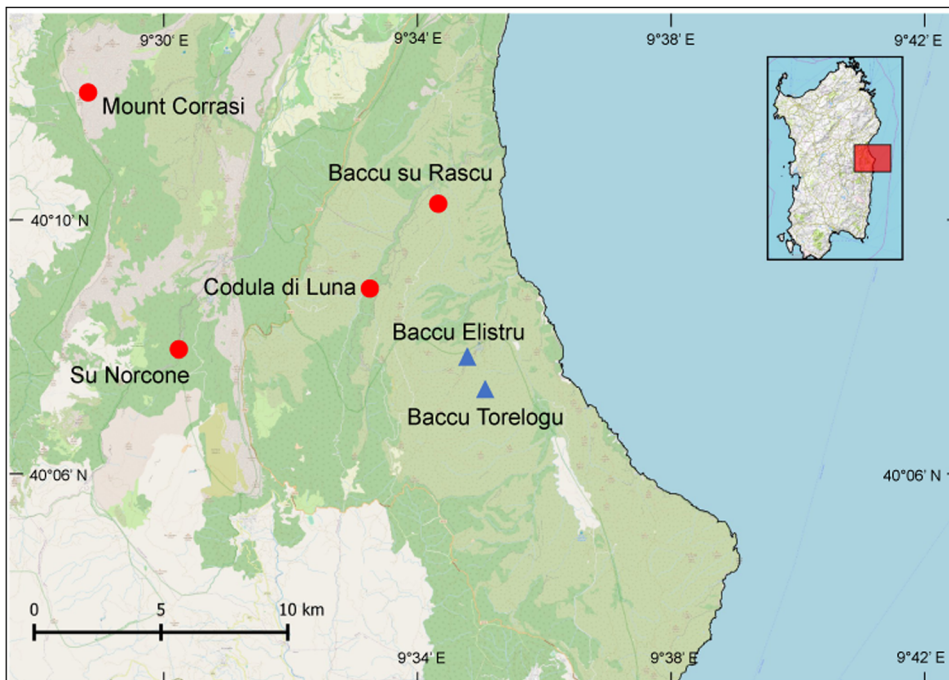 9°30' E
9°34' E
9°38' E
9°42' E
Mount Corrasi
Baccu su Rascu
40°10' N
Codula di Luna
Baccu Elistru
Su Norcone
Baccu Torelogu
40°06' N
40°06' N
0 5 10 km
9°34' E
9°38' E
9°42' E